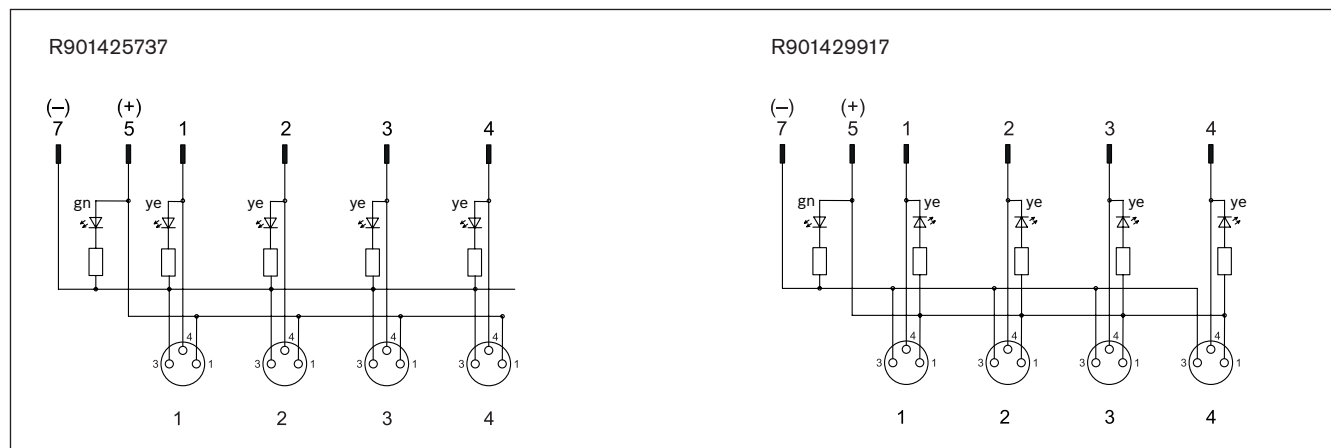 R901425737
R901429917
(–) (+)
7 5 1 2 3 4
gn ye ye ye ye
4 4 4 4
3 1 3 1 3 1 3 1
1 2 3 4
(–) (+)
7 5 1 2 3 4
gn ye ye ye ye
4 4 4 4
3 1 3 1 3 1 3 1
1 2 3 4